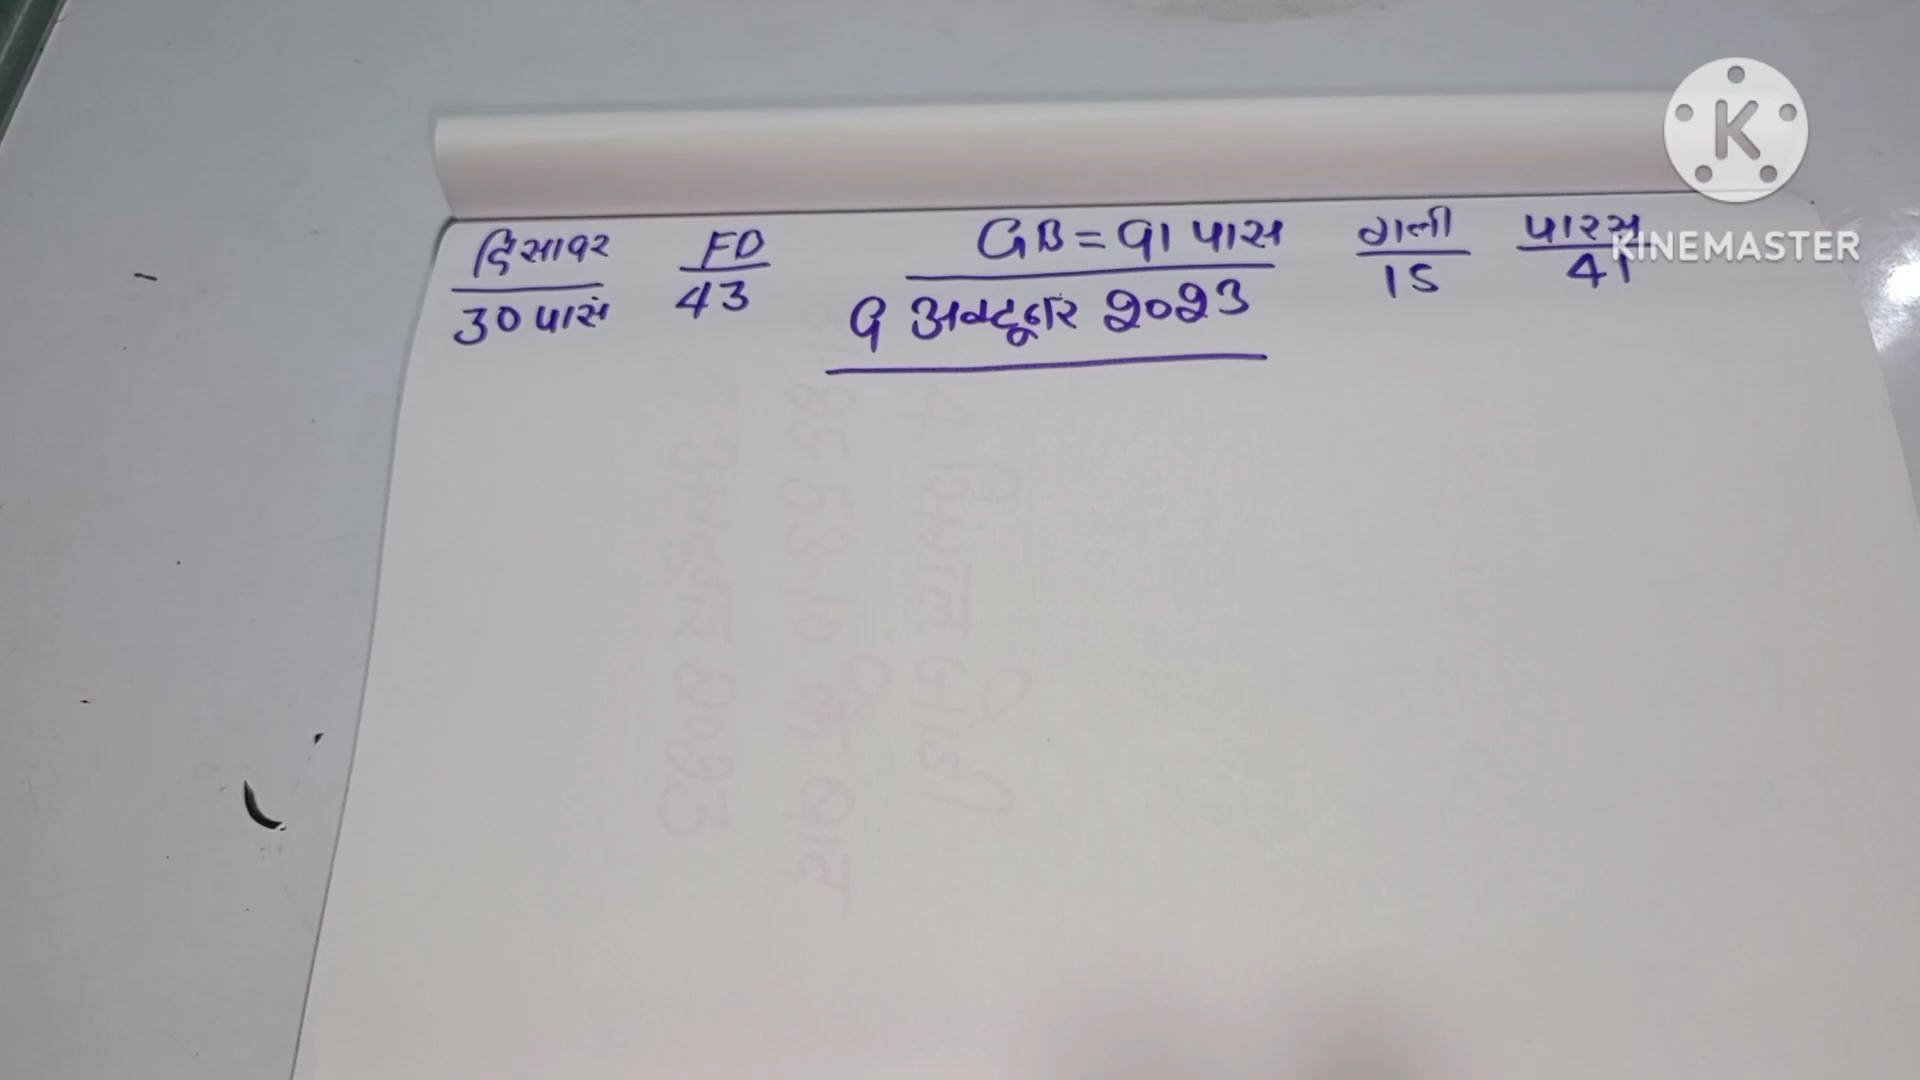 दिसावर FD GB = 91 पास गली पारस
30 पास 43 9 अक्टूबर 2023 15 41
K
KINEMASTER